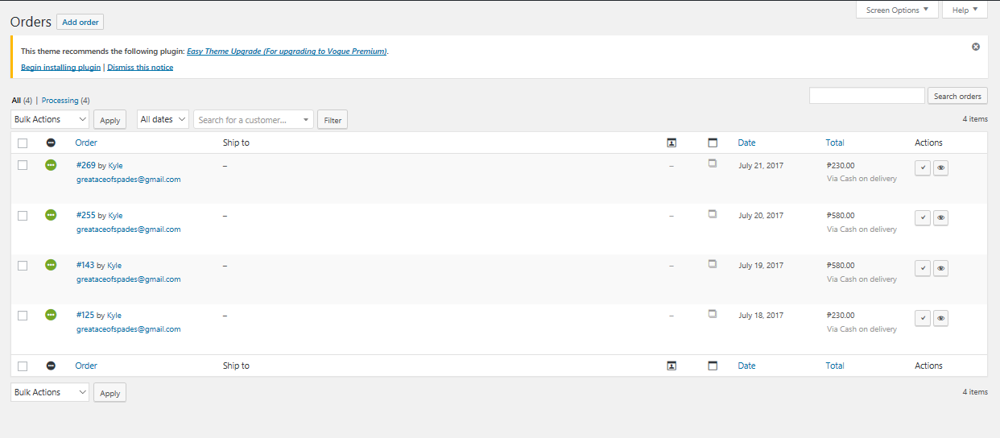 Screen Options Help
Orders Add order
This theme recommends the following plugin: Easy Theme Upgrade (For upgrading to Vogue Premium).
Begin installing plugin | Dismiss this notice
All (4) | Processing (4)
Search orders
Bulk Actions Apply All dates Search for a customer... Filter 4 items
Order Ship to Date Total Actions
#269 by Kyle – – July 21, 2017 ₱230.00
greataceofspades@gmail.com Via Cash on delivery
#255 by Kyle – – July 20, 2017 ₱580.00
greataceofspades@gmail.com Via Cash on delivery
#143 by Kyle – – July 19, 2017 ₱580.00
greataceofspades@gmail.com Via Cash on delivery
#125 by Kyle – – July 18, 2017 ₱230.00
greataceofspades@gmail.com Via Cash on delivery
Order Ship to Date Total Actions
Bulk Actions Apply 4 items